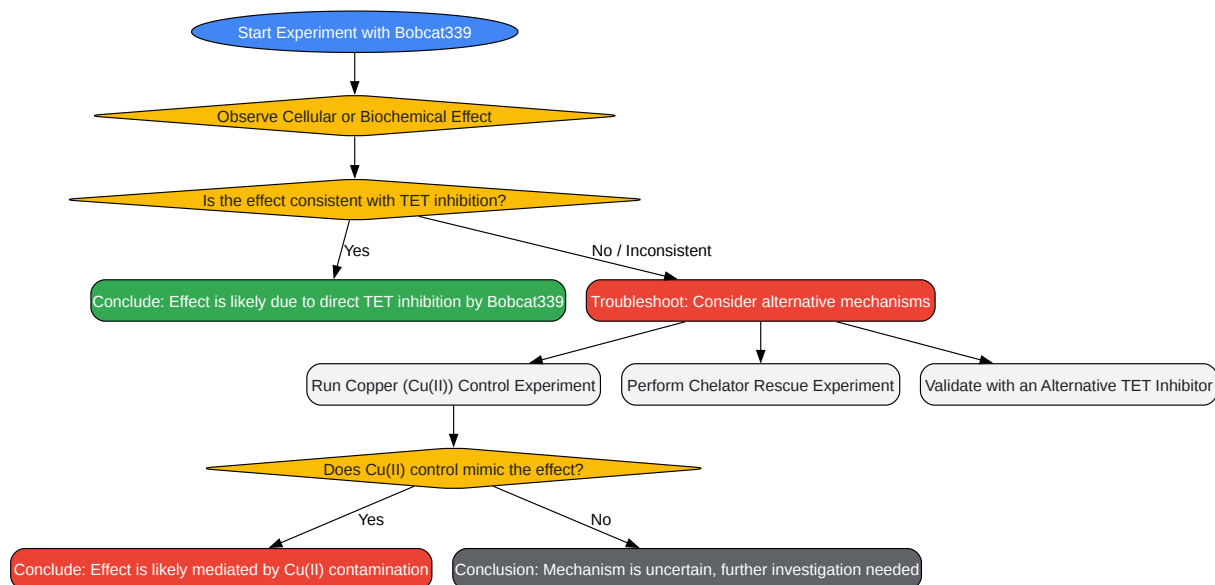 Start Experiment with Bobcat339
Observe Cellular or Biochemical Effect
Is the effect consistent with TET inhibition?
Yes
No / Inconsistent
Conclude: Effect is likely due to direct TET inhibition by Bobcat339
Troubleshoot: Consider alternative mechanisms
Run Copper (Cu(II)) Control Experiment
Perform Chelator Rescue Experiment
Validate with an Alternative TET Inhibitor
Does Cu(II) control mimic the effect?
Yes
No
Conclude: Effect is likely mediated by Cu(II) contamination
Conclusion: Mechanism is uncertain, further investigation needed